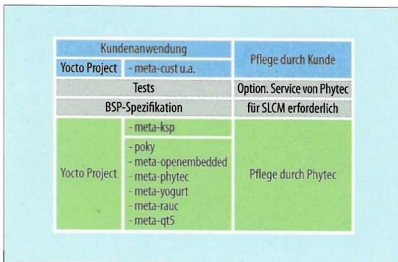 Kundenanwendung
Pflege durch Kunde
Yocto Project
- meta-cust u.a.
Tests
Option. Service von Phytec
BSP-Spezifikation
für SLCM erforderlich
Yocto Project
- meta-ksp
- poky
- meta-openembedded
- meta-phytec
- meta-yogurt
- meta-rauc
- meta-qt5
Pflege durch Phytec